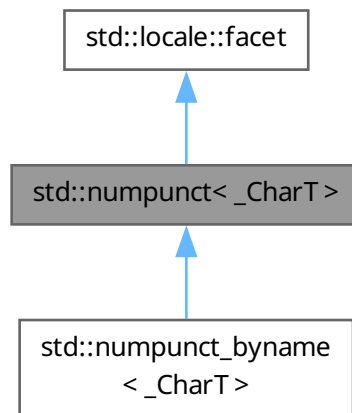 std::locale::facet
std::numpunct< _CharT >
std::numpunct_byname
< _CharT >